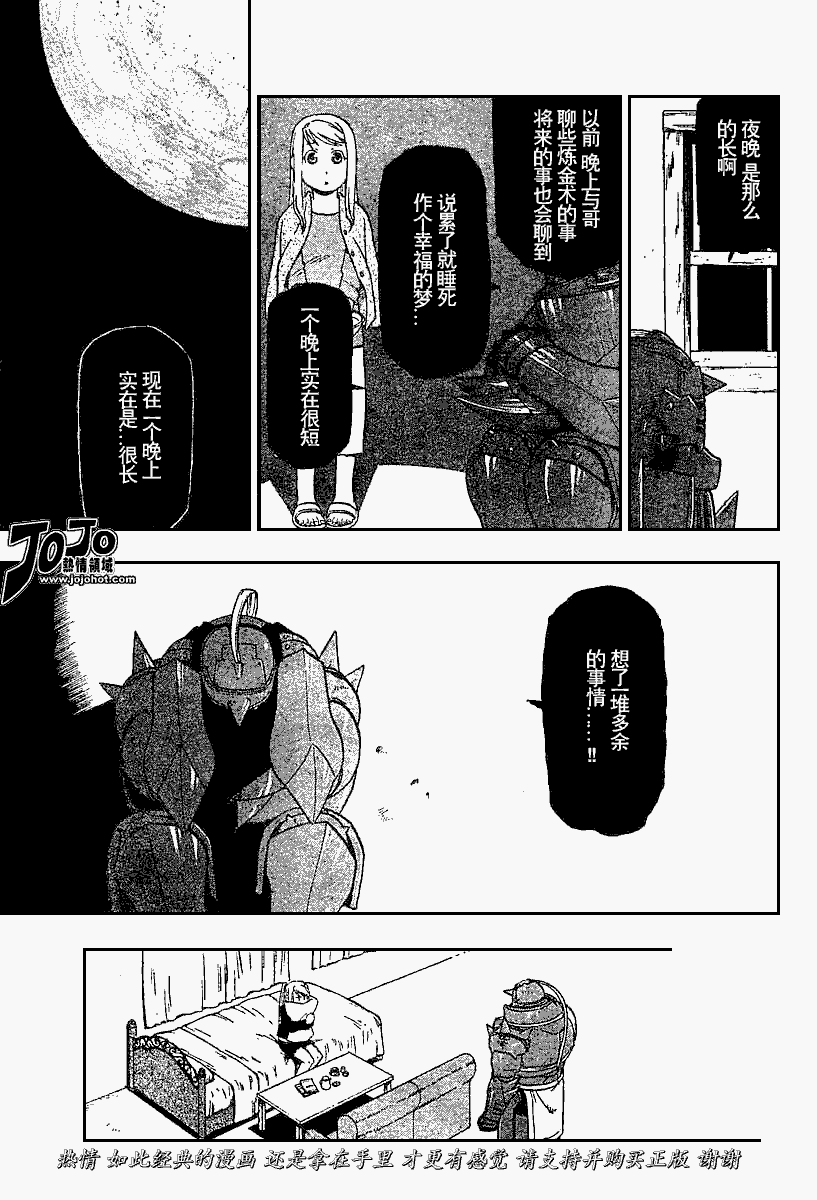 夜晚 是那么
的长啊
以前 晚上与哥
聊些炼金术的事
将来的事也会聊到
说累了就睡死
作个幸福的梦…
一个晚上实在很短
现在一个晚上
实在是…很长
想了一堆多余
的事情……!!
JOJO
熱情領域
www.jojohot.com
热情 如此经典的漫画 还是拿在手里 才更有感觉 请支持并购买正版 谢谢